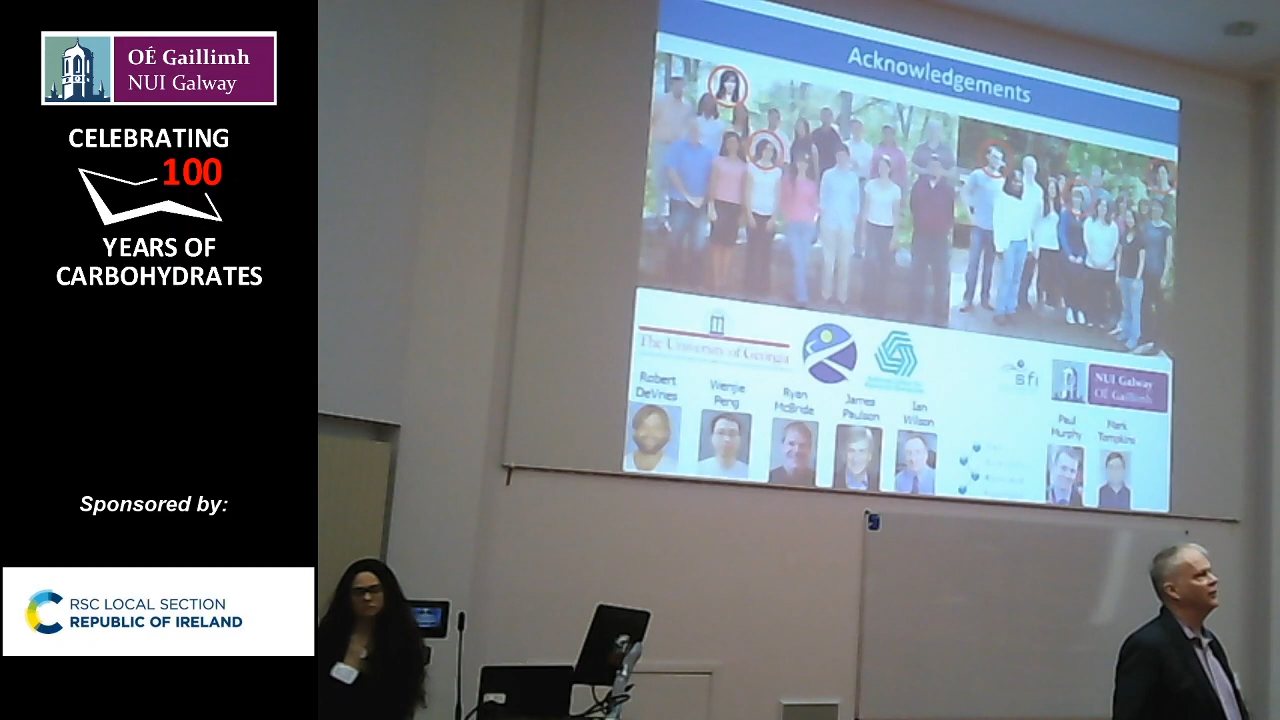 OÉ Gaillimh
NUI Galway
CELEBRATING
100
YEARS OF
CARBOHYDRATES
Sponsored by:
RSC LOCAL SECTION
REPUBLIC OF IRELAND
Acknowledgements
The University of Georgia
Bfi
NUI Galway
OÉ Gaillimh
Robert
DeVries
Wenjie
Peng
Ryan
McBride
James
Paulson
Ian
Wilson
Paul
Murphy
Mark
Tompkins